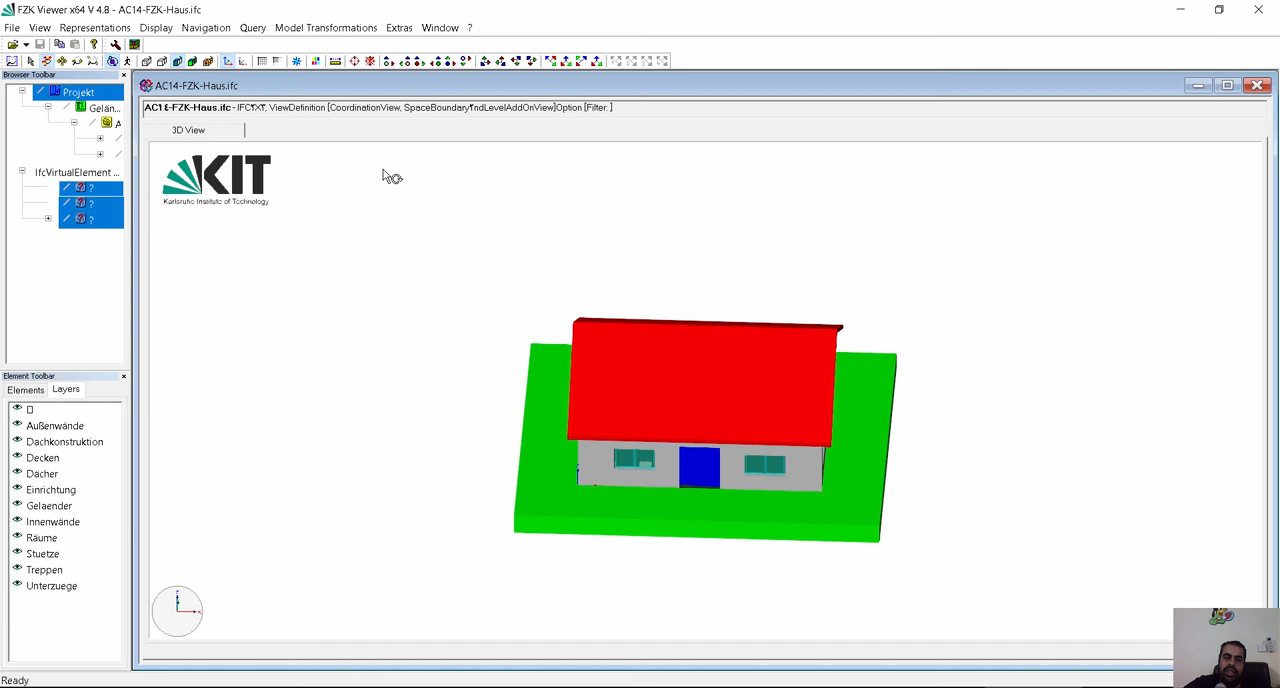 FZK Viewer x64 V 4.8 - AC14-FZK-Haus.ifc
File View Representations Display Navigation Query Model Transformations Extras Window ?
Browser Toolbar
Projekt
Gelän...
A
IfcVirtualElement ...
?
?
?
AC14-FZK-Haus.ifc
AC1٤-FZK-Haus.ifc - IFC٢X٣, ViewDefinition [CoordinationView, SpaceBoundary٢ndLevelAddOnView]Option [Filter: ]
3D View
KIT
Karlsruhe Institute of Technology
Element Toolbar
Elements Layers
Außenwände
Dachkonstruktion
Decken
Dächer
Einrichtung
Gelaender
Innenwände
Räume
Stuetze
Treppen
Unterzuege
z
x
Ready